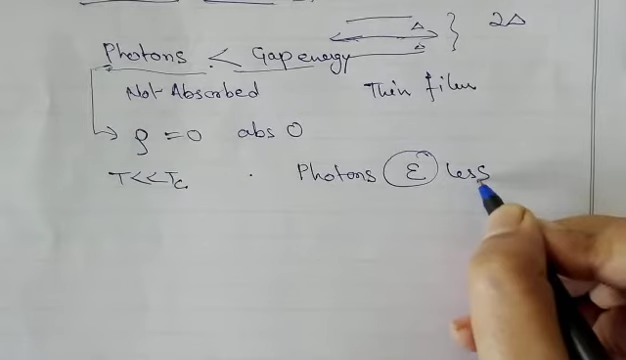 Δ
Δ
} 2Δ
Photons < Gap energy
Not Absorbed Thin film
ρ = 0 abs 0
T << Tc . Photons ε less